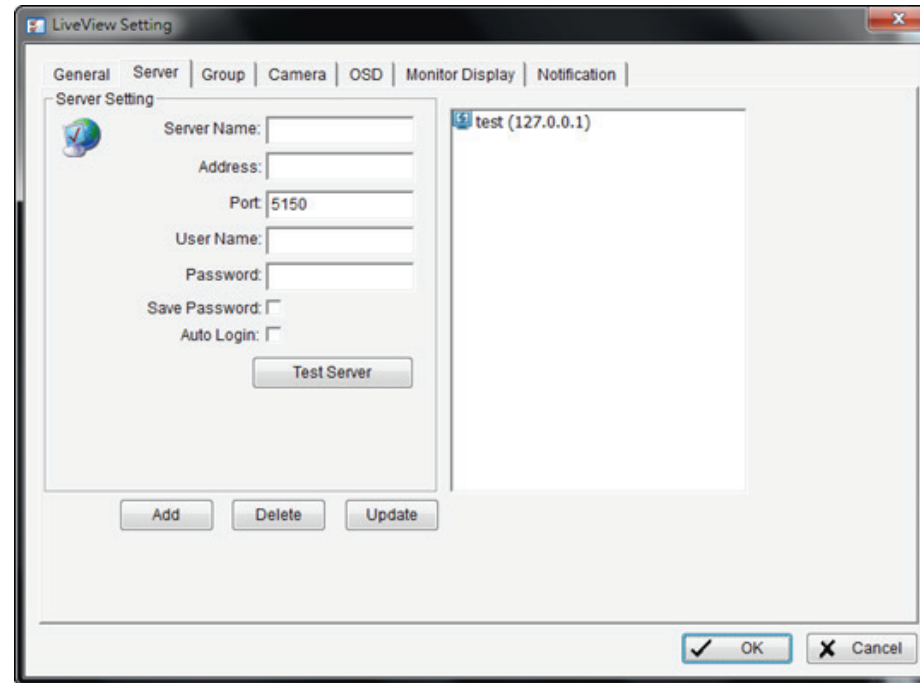 LiveView Setting
General Server Group Camera OSD Monitor Display Notification
Server Setting
Server Name:
Address:
Port: 5150
User Name:
Password:
Save Password:
Auto Login:
Test Server
test (127.0.0.1)
Add Delete Update
OK Cancel